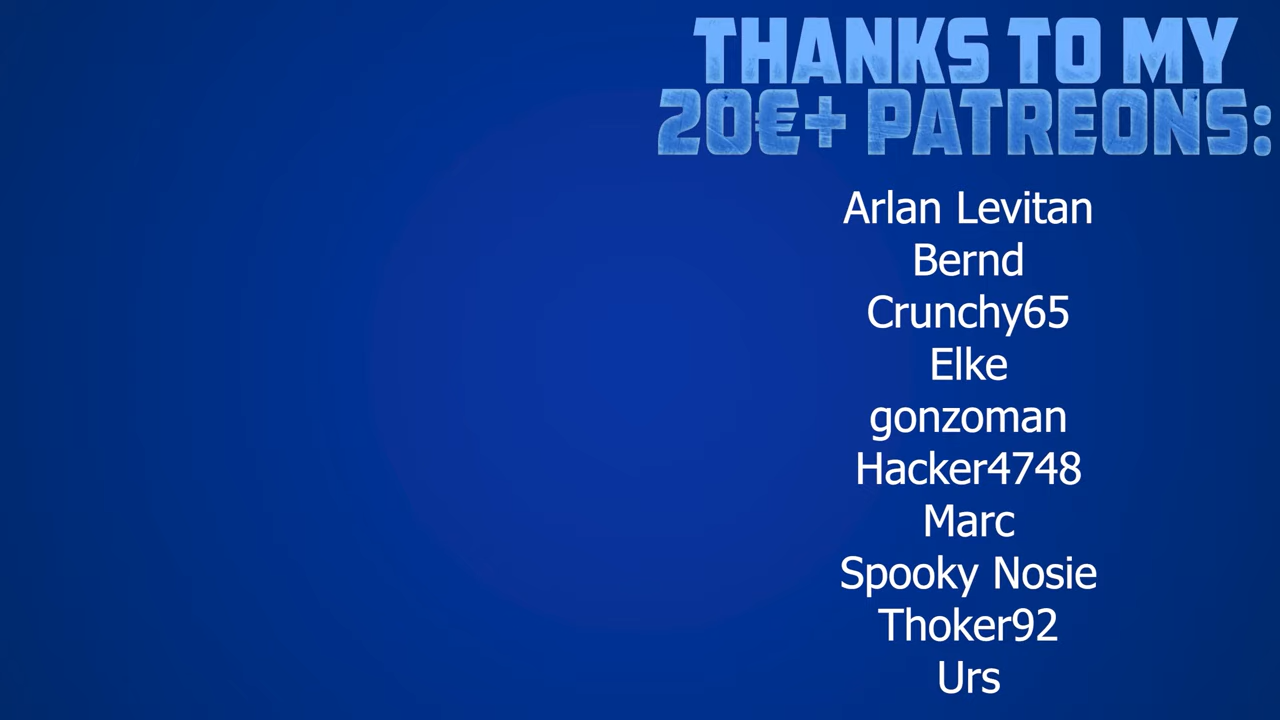 THANKS TO MY
20€+ PATREONS:
Arlan Levitan
Bernd
Crunchy65
Elke
gonzoman
Hacker4748
Marc
Spooky Nosie
Thoker92
Urs